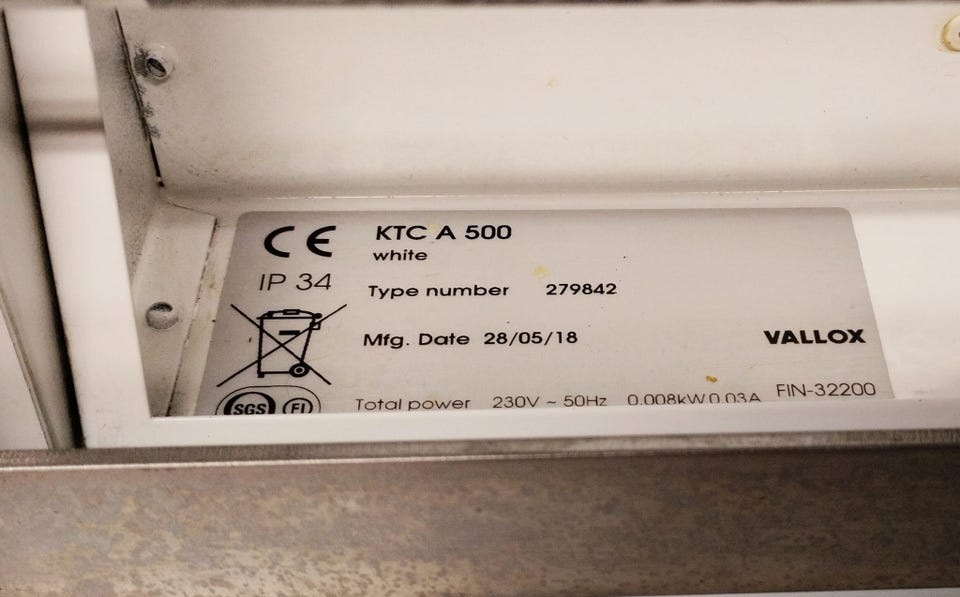 CE KTC A 500
white
IP 34
Type number 279842
Mfg. Date 28/05/18
VALLOX
SGS FI
Total power 230V ~ 50Hz 0.008kW 0.03A FIN-32200